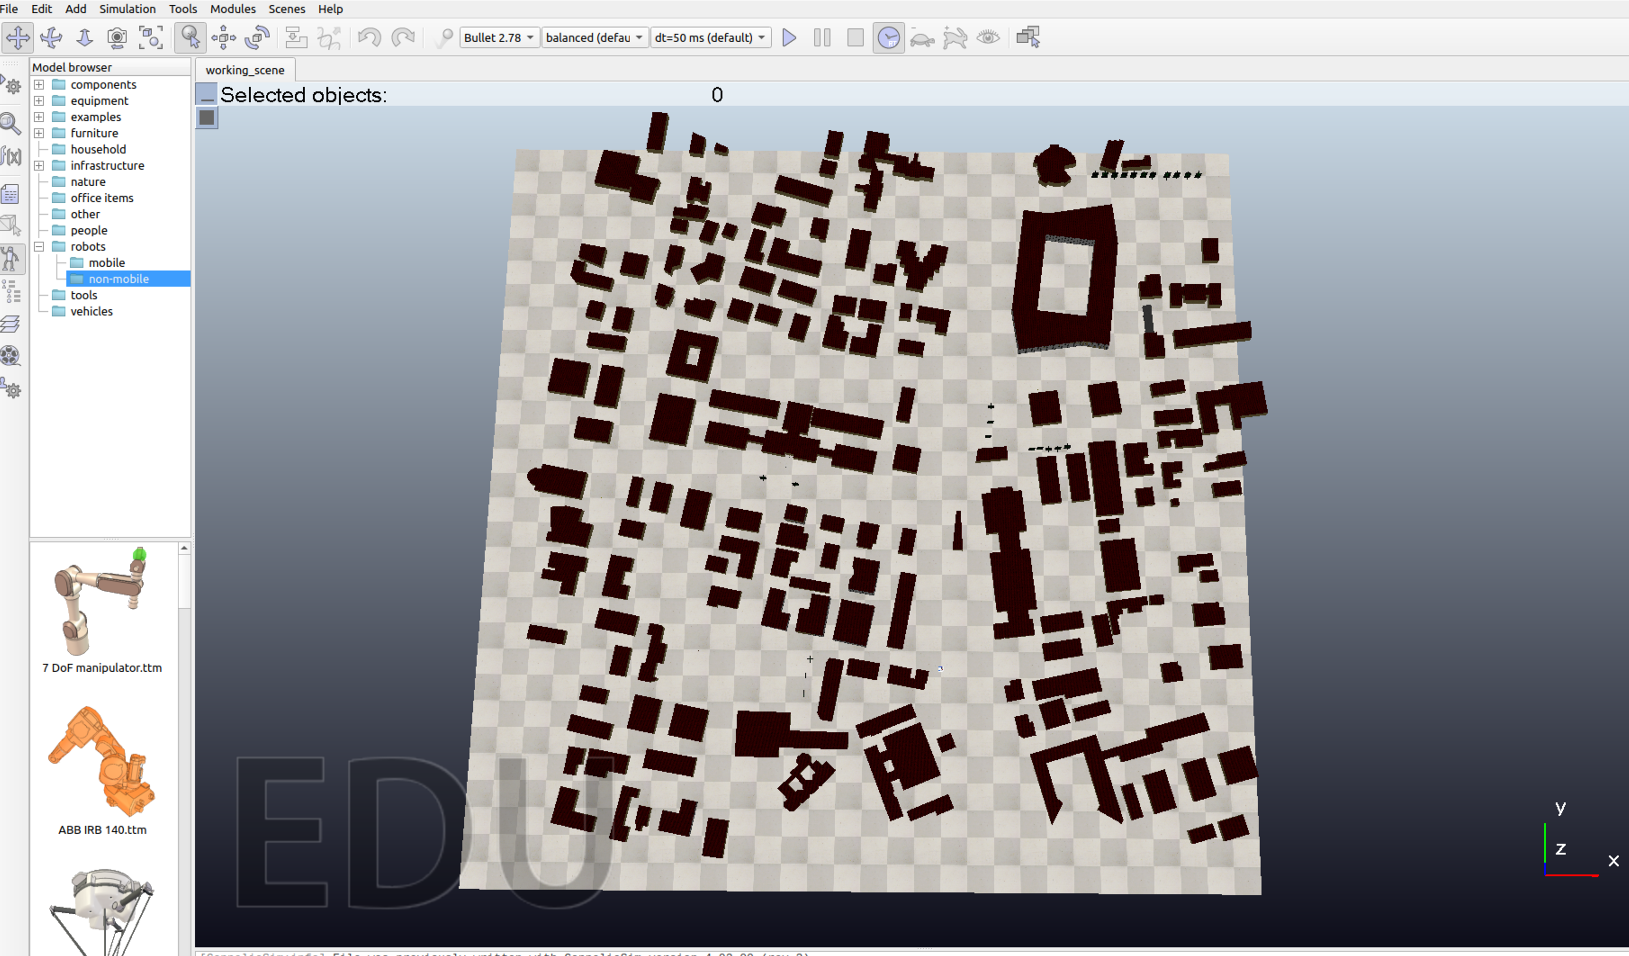 File Edit Add Simulation Tools Modules Scenes Help
Bullet 2.78 balanced (defau dt=50 ms (default)
Model browser
working_scene
Selected objects: 0
components
equipment
examples
furniture
household
infrastructure
nature
office items
other
people
robots
mobile
non-mobile
tools
vehicles
7 DoF manipulator.ttm
ABB IRB 140.ttm
EDU
y
z
x